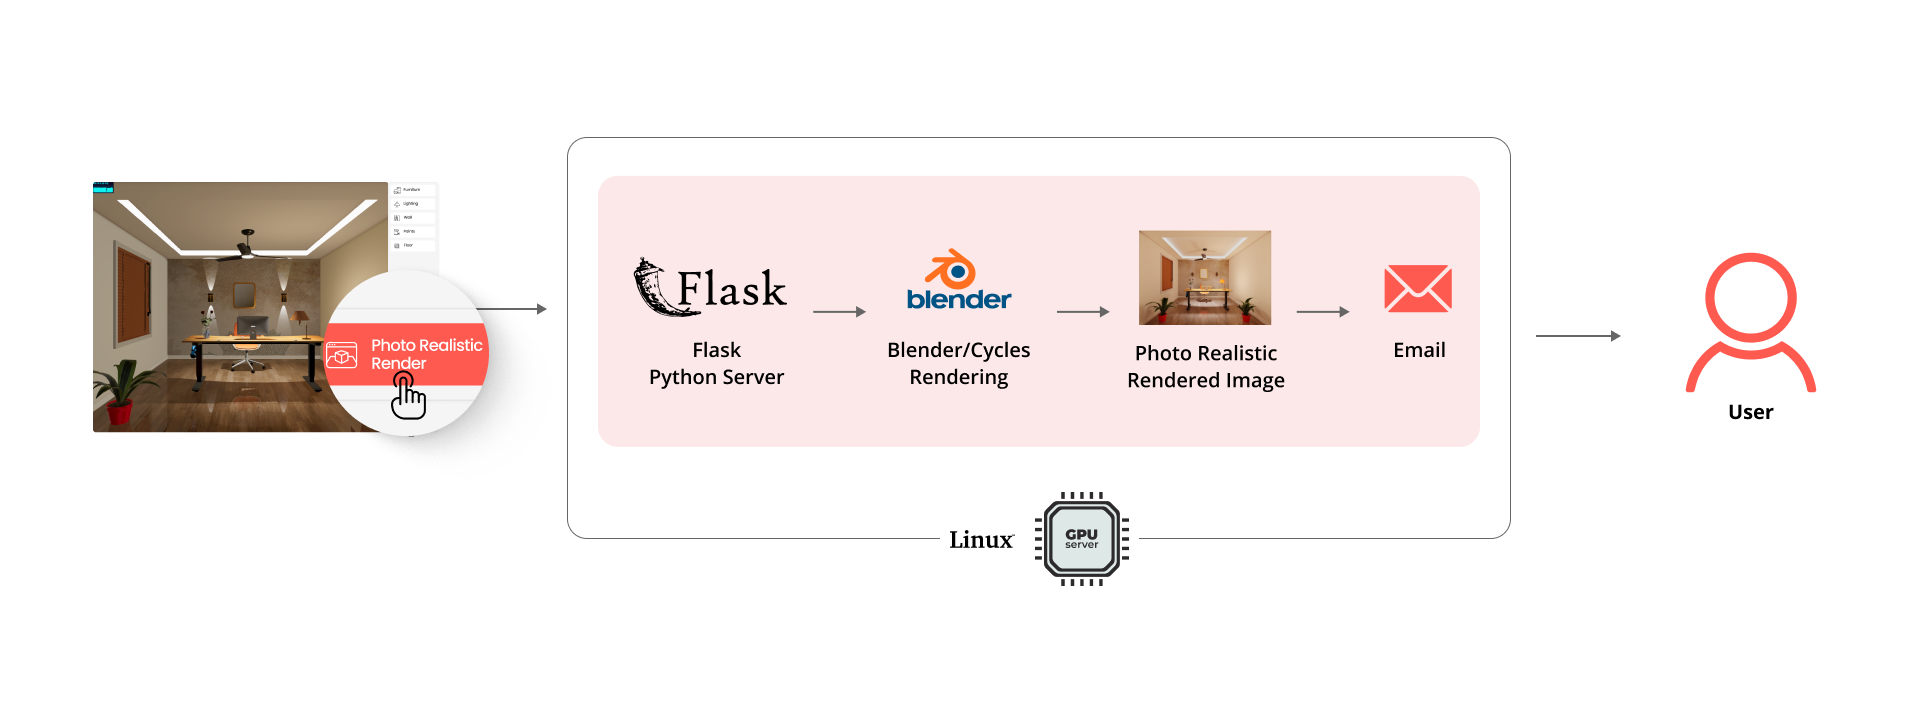 Furniture
Lighting
Wall
Paints
Floor
Photo Realistic
Render
Flask
Flask
Python Server
blender
Blender/Cycles
Rendering
Photo Realistic
Rendered Image
Email
Linux
GPU
server
User